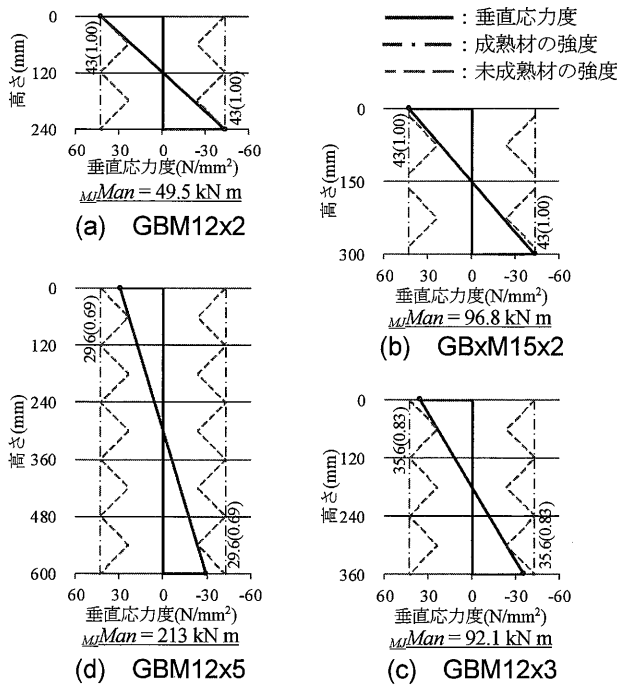 垂直応力度
成熟材の強度
未成熟材の強度
高さ(mm)
0
120
240
43(1.00)
43(1.00)
60 30 0 -30 -60
垂直応力度(N/mm²)
MJMan = 49.5 kN m
(a) GBM12x2
高さ(mm)
0
150
300
43(1.00)
43(1.00)
60 30 0 -30 -60
垂直応力度(N/mm²)
MJMan = 96.8 kN m
(b) GBxM15x2
高さ(mm)
0
120
240
360
480
600
29.6(0.69)
29.6(0.69)
60 30 0 -30 -60
垂直応力度(N/mm²)
MJMan = 213 kN m
(d) GBM12x5
高さ(mm)
0
120
240
360
35.6(0.83)
35.6(0.83)
60 30 0 -30 -60
垂直応力度(N/mm²)
MJMan = 92.1 kN m
(c) GBM12x3